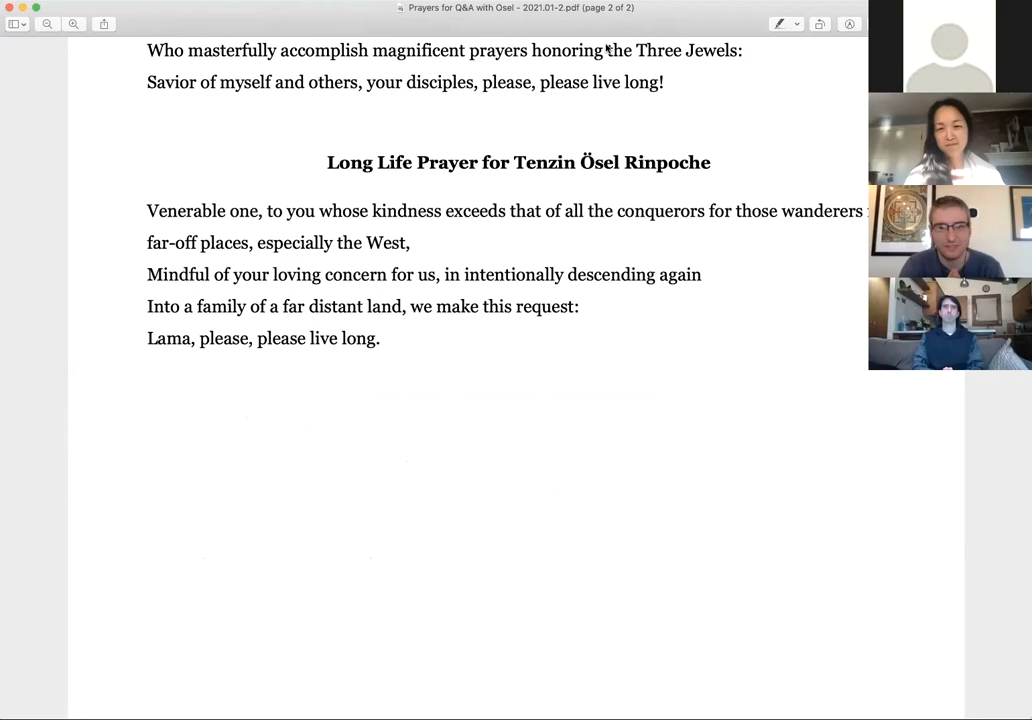 Prayers for Q&A with Osel - 2021.01-2.pdf (page 2 of 2)
Who masterfully accomplish magnificent prayers honoring the Three Jewels:
Savior of myself and others, your disciples, please, please live long!
Long Life Prayer for Tenzin Ösel Rinpoche
Venerable one, to you whose kindness exceeds that of all the conquerors for those wanderers
far-off places, especially the West,
Mindful of your loving concern for us, in intentionally descending again
Into a family of a far distant land, we make this request:
Lama, please, please live long.